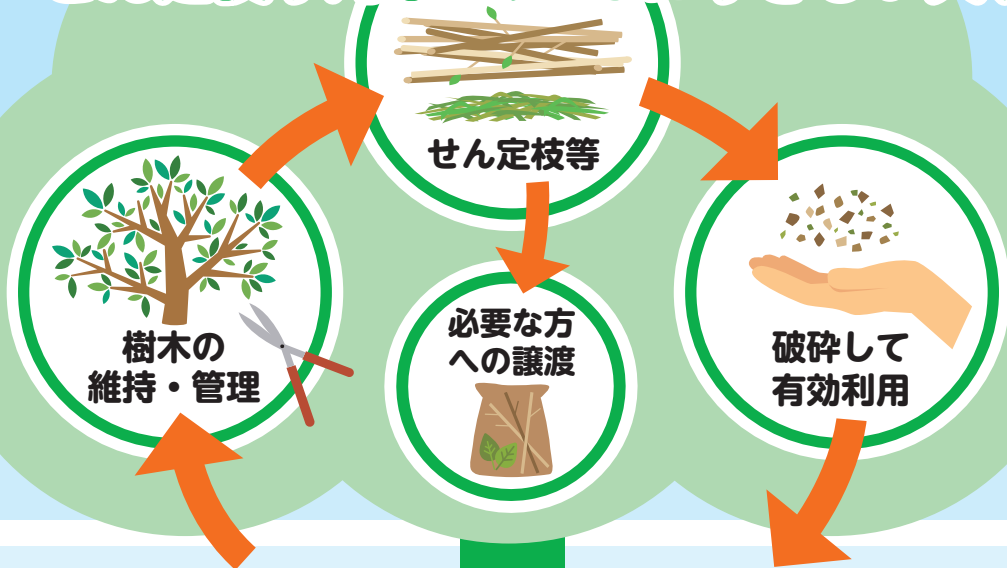 せん定枝等
樹木の
維持・管理
必要な方
への譲渡
破砕して
有効利用